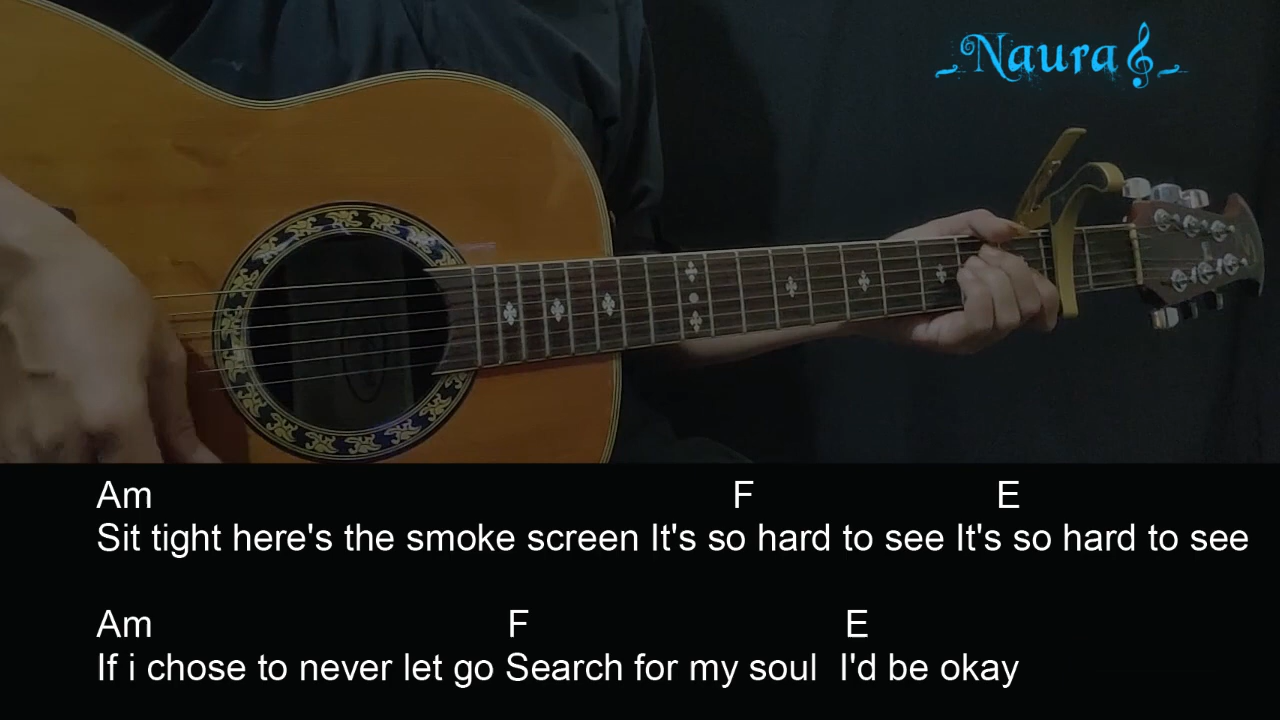 Naura
Am F E
Sit tight here's the smoke screen It's so hard to see It's so hard to see
Am F E
If i chose to never let go Search for my soul I'd be okay